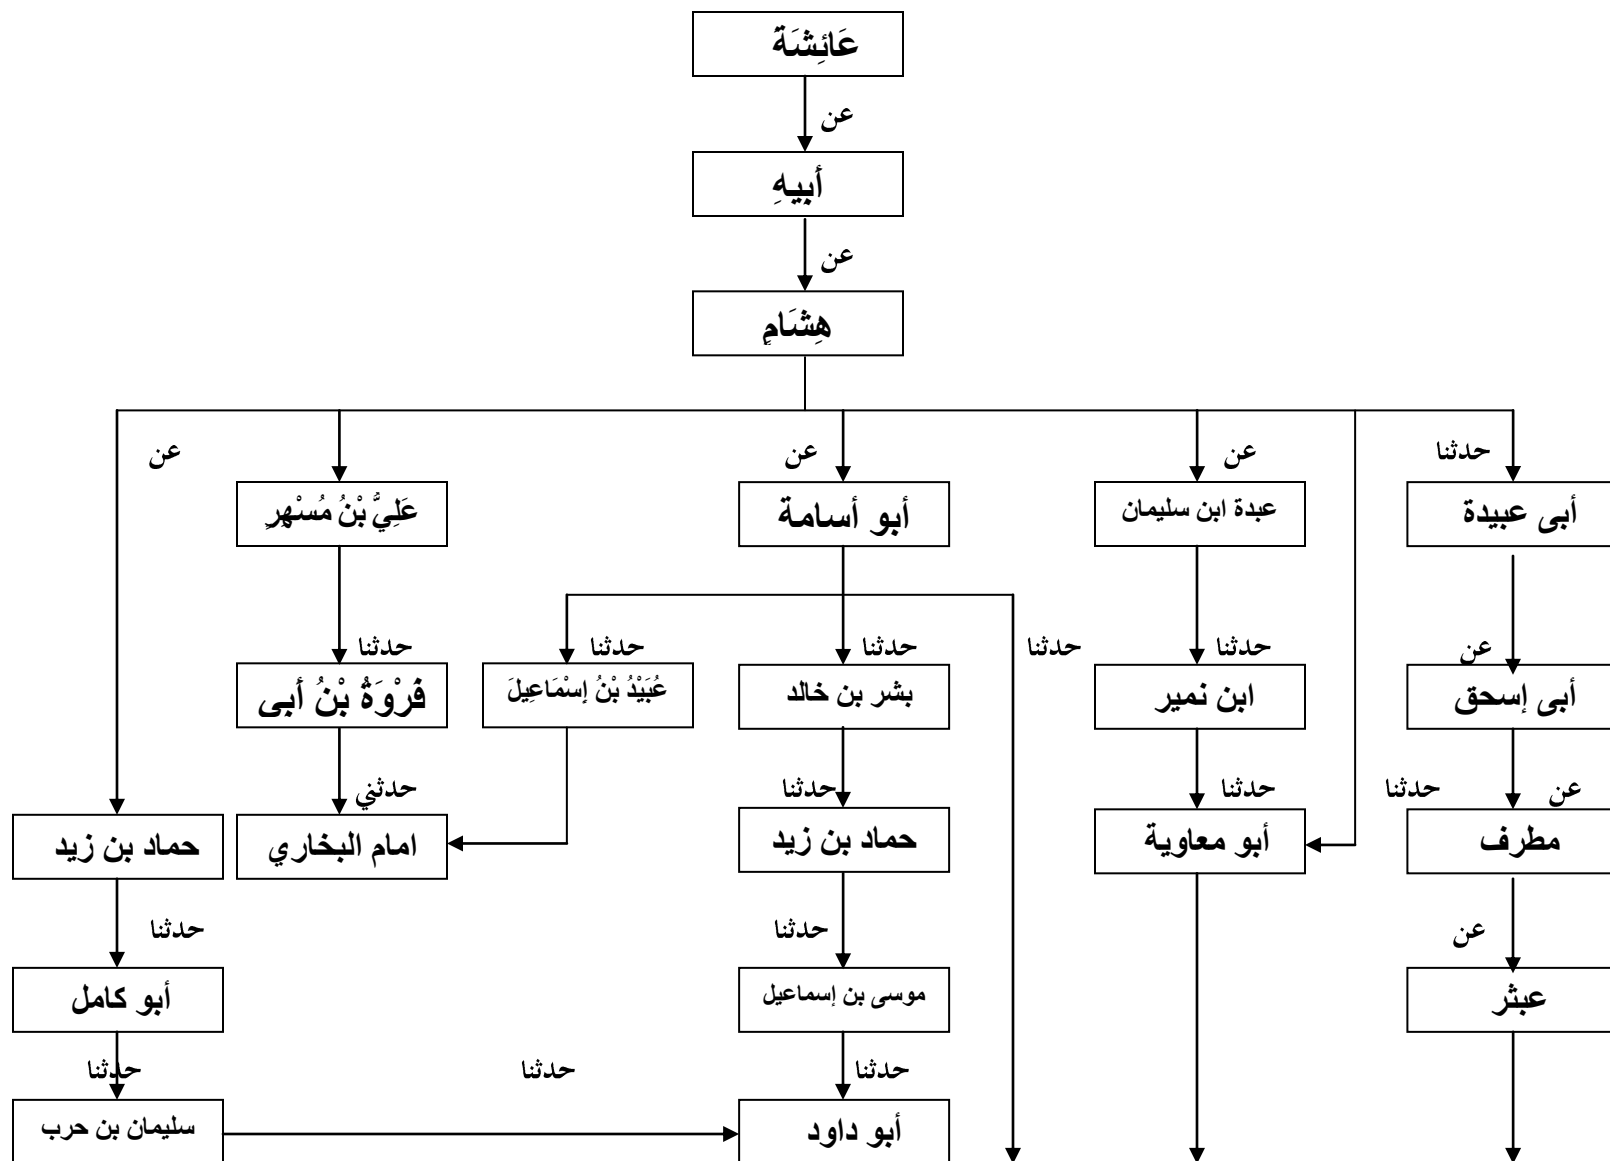 عَائِشَةَ
عن
أَبِيهِ
عن
هِشَامٍ
حدثنا
عن
عن
عن
أبى عبيدة
عبدة ابن سليمان
أبو أسامة
عَلِيُّ بْنُ مُسْهِرٍ
حدثنا
حدثنا
حدثنا
حدثنا
حدثنا
عن
أبى إسحق
ابن نمير
بشر بن خالد
عُبَيْدُ بْنُ إِسْمَاعِيلَ
فَرْوَةُ بْنُ أَبِى
عن
حدثنا
حدثنا
حدثنا
حدثني
مطرف
أبو معاوية
حماد بن زيد
امام البخاري
حماد بن زيد
عن
حدثنا
حدثنا
عبثر
موسى بن إسماعيل
أبو كامل
حدثنا
حدثنا
حدثنا
أبو داود
سليمان بن حرب